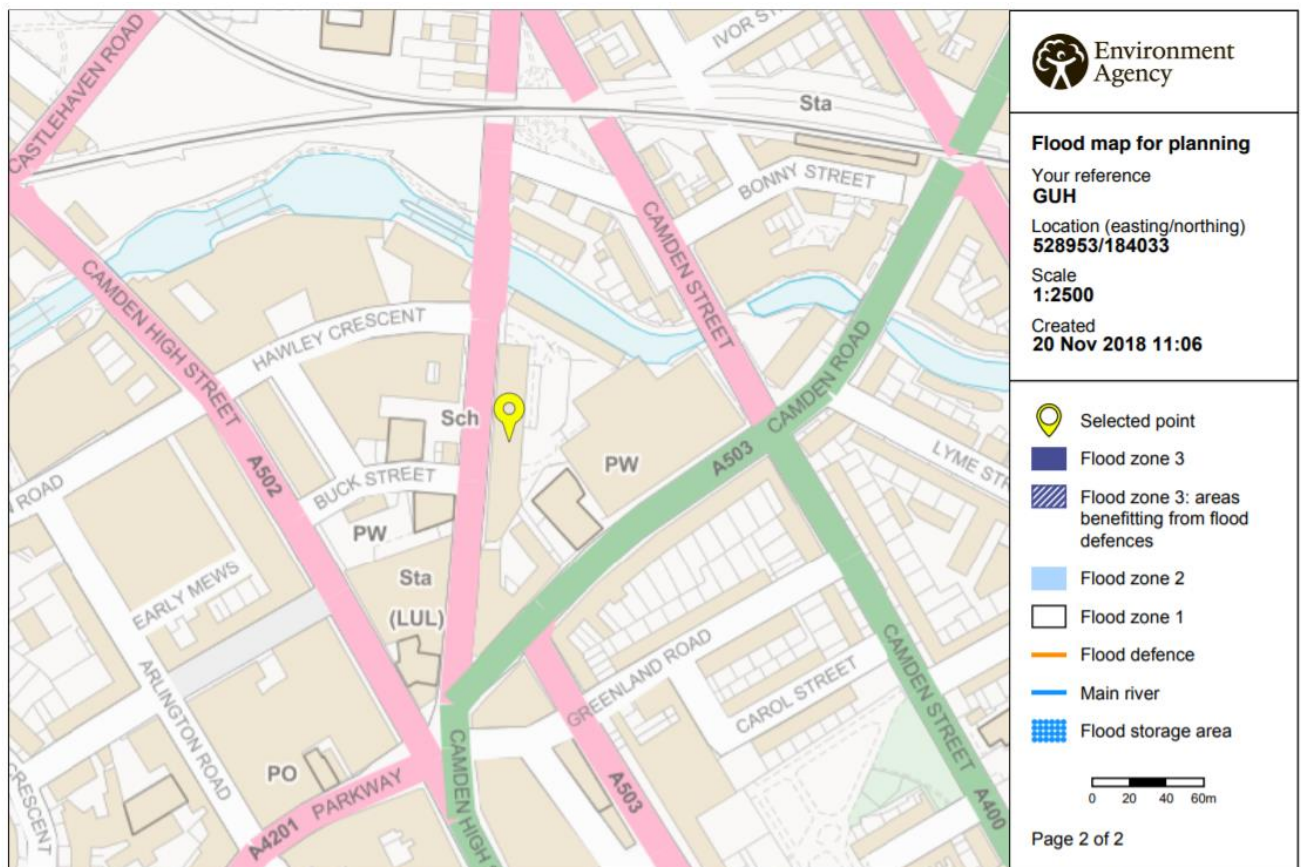 CASTLEHAVEN ROAD
IVOR ST
Sta
BONNY STREET
CAMDEN STREET
CAMDEN HIGH STREET
HAWLEY CRESCENT
CAMDEN ROAD
Sch
A502
BUCK STREET
PW
A503
LYME STR
N ROAD
PW
EARLY MEWS
Sta
(LUL)
ARLINGTON ROAD
GREENLAND ROAD
CAROL STREET
CAMDEN STREET
CRESCENT
PO
PARKWAY
A4201
CAMDEN HIGH S
A503
A400
Environment
Agency
Flood map for planning
Your reference
GUH
Location (easting/northing)
528953/184033
Scale
1:2500
Created
20 Nov 2018 11:06
Selected point
Flood zone 3
Flood zone 3: areas
benefitting from flood
defences
Flood zone 2
Flood zone 1
Flood defence
Main river
Flood storage area
0 20 40 60m
Page 2 of 2